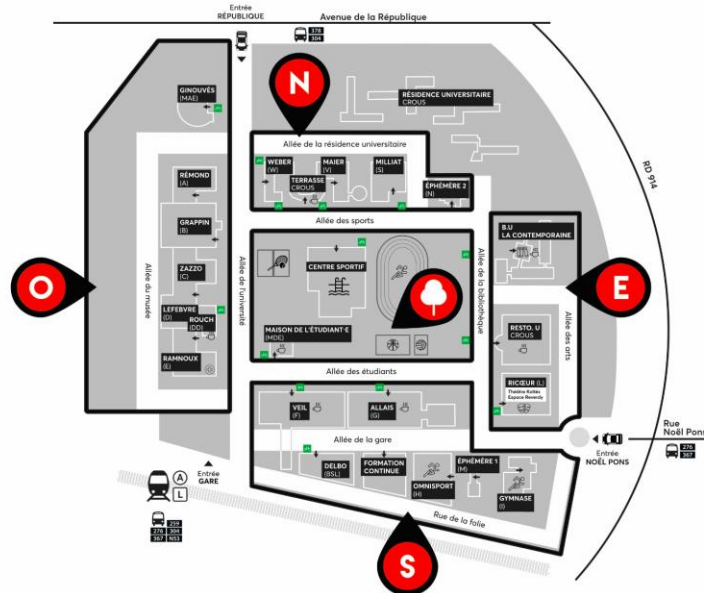 Entrée
RÉPUBLIQUE
Avenue de la République
378
304
GINOUVÈS
(MAE)
N
RÉSIDENCE UNIVERSITAIRE
CROUS
Allée de la résidence universitaire
WEBER
(W)
MAIER
(V)
MILLIAT
(S)
TERRASSE
CROUS
ÉPHÉMÈRE 2
(N)
RD 914
RÉMOND
(A)
GRAPPIN
(B)
Allée des sports
B.U
LA CONTEMPORAINE
O
Allée du musée
ZAZZO
(C)
Allée de l'université
CENTRE SPORTIF
Allée de la bibliothèque
E
LEFEBVRE
(D)
ROUCH
(DD)
MAISON DE L'ÉTUDIANT·E
(MDE)
RESTO. U
CROUS
Allée des arts
RAMNOUX
(E)
Allée des étudiants
RICŒUR (L)
Théâtre Koltès
Espace Reverdy
VEIL
(F)
ALLAIS
(G)
Allée de la gare
Rue
Noël Pons
276
367
Entrée
NOËL PONS
Entrée
GARE
DELBO
(BSL)
FORMATION
CONTINUE
ÉPHÉMÈRE 1
(M)
OMNISPORT
(H)
GYMNASE
(I)
A
L
Rue de la folie
259
276 304
367 N53
S